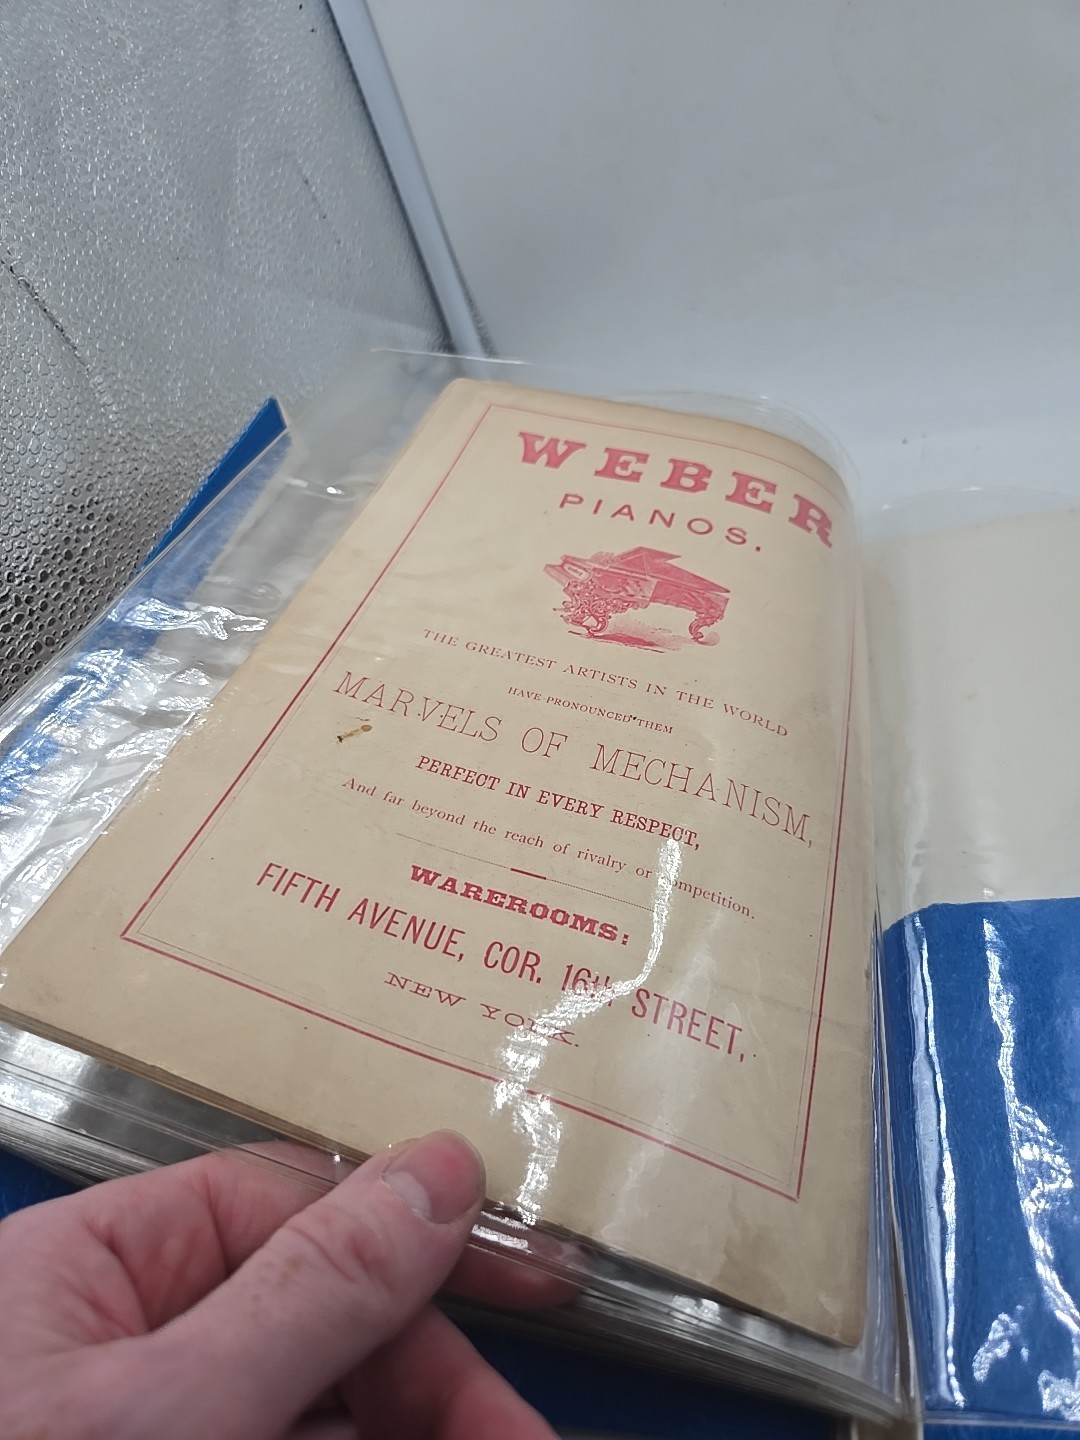 WEBER
PIANOS.
THE GREATEST ARTISTS IN THE WORLD
HAVE PRONOUNCED THEM
MARVELS OF MECHANISM,
PERFECT IN EVERY RESPECT,
And far beyond the reach of rivalry or competition.
WAREROOMS:
FIFTH AVENUE, COR. 16th STREET,
NEW YORK.